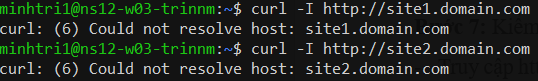 minhtri1@ns12-w03-trinnm:~$ curl -I http://site1.domain.com
curl: (6) Could not resolve host: site1.domain.com
minhtri1@ns12-w03-trinnm:~$ curl -I http://site2.domain.com
curl: (6) Could not resolve host: site2.domain.com